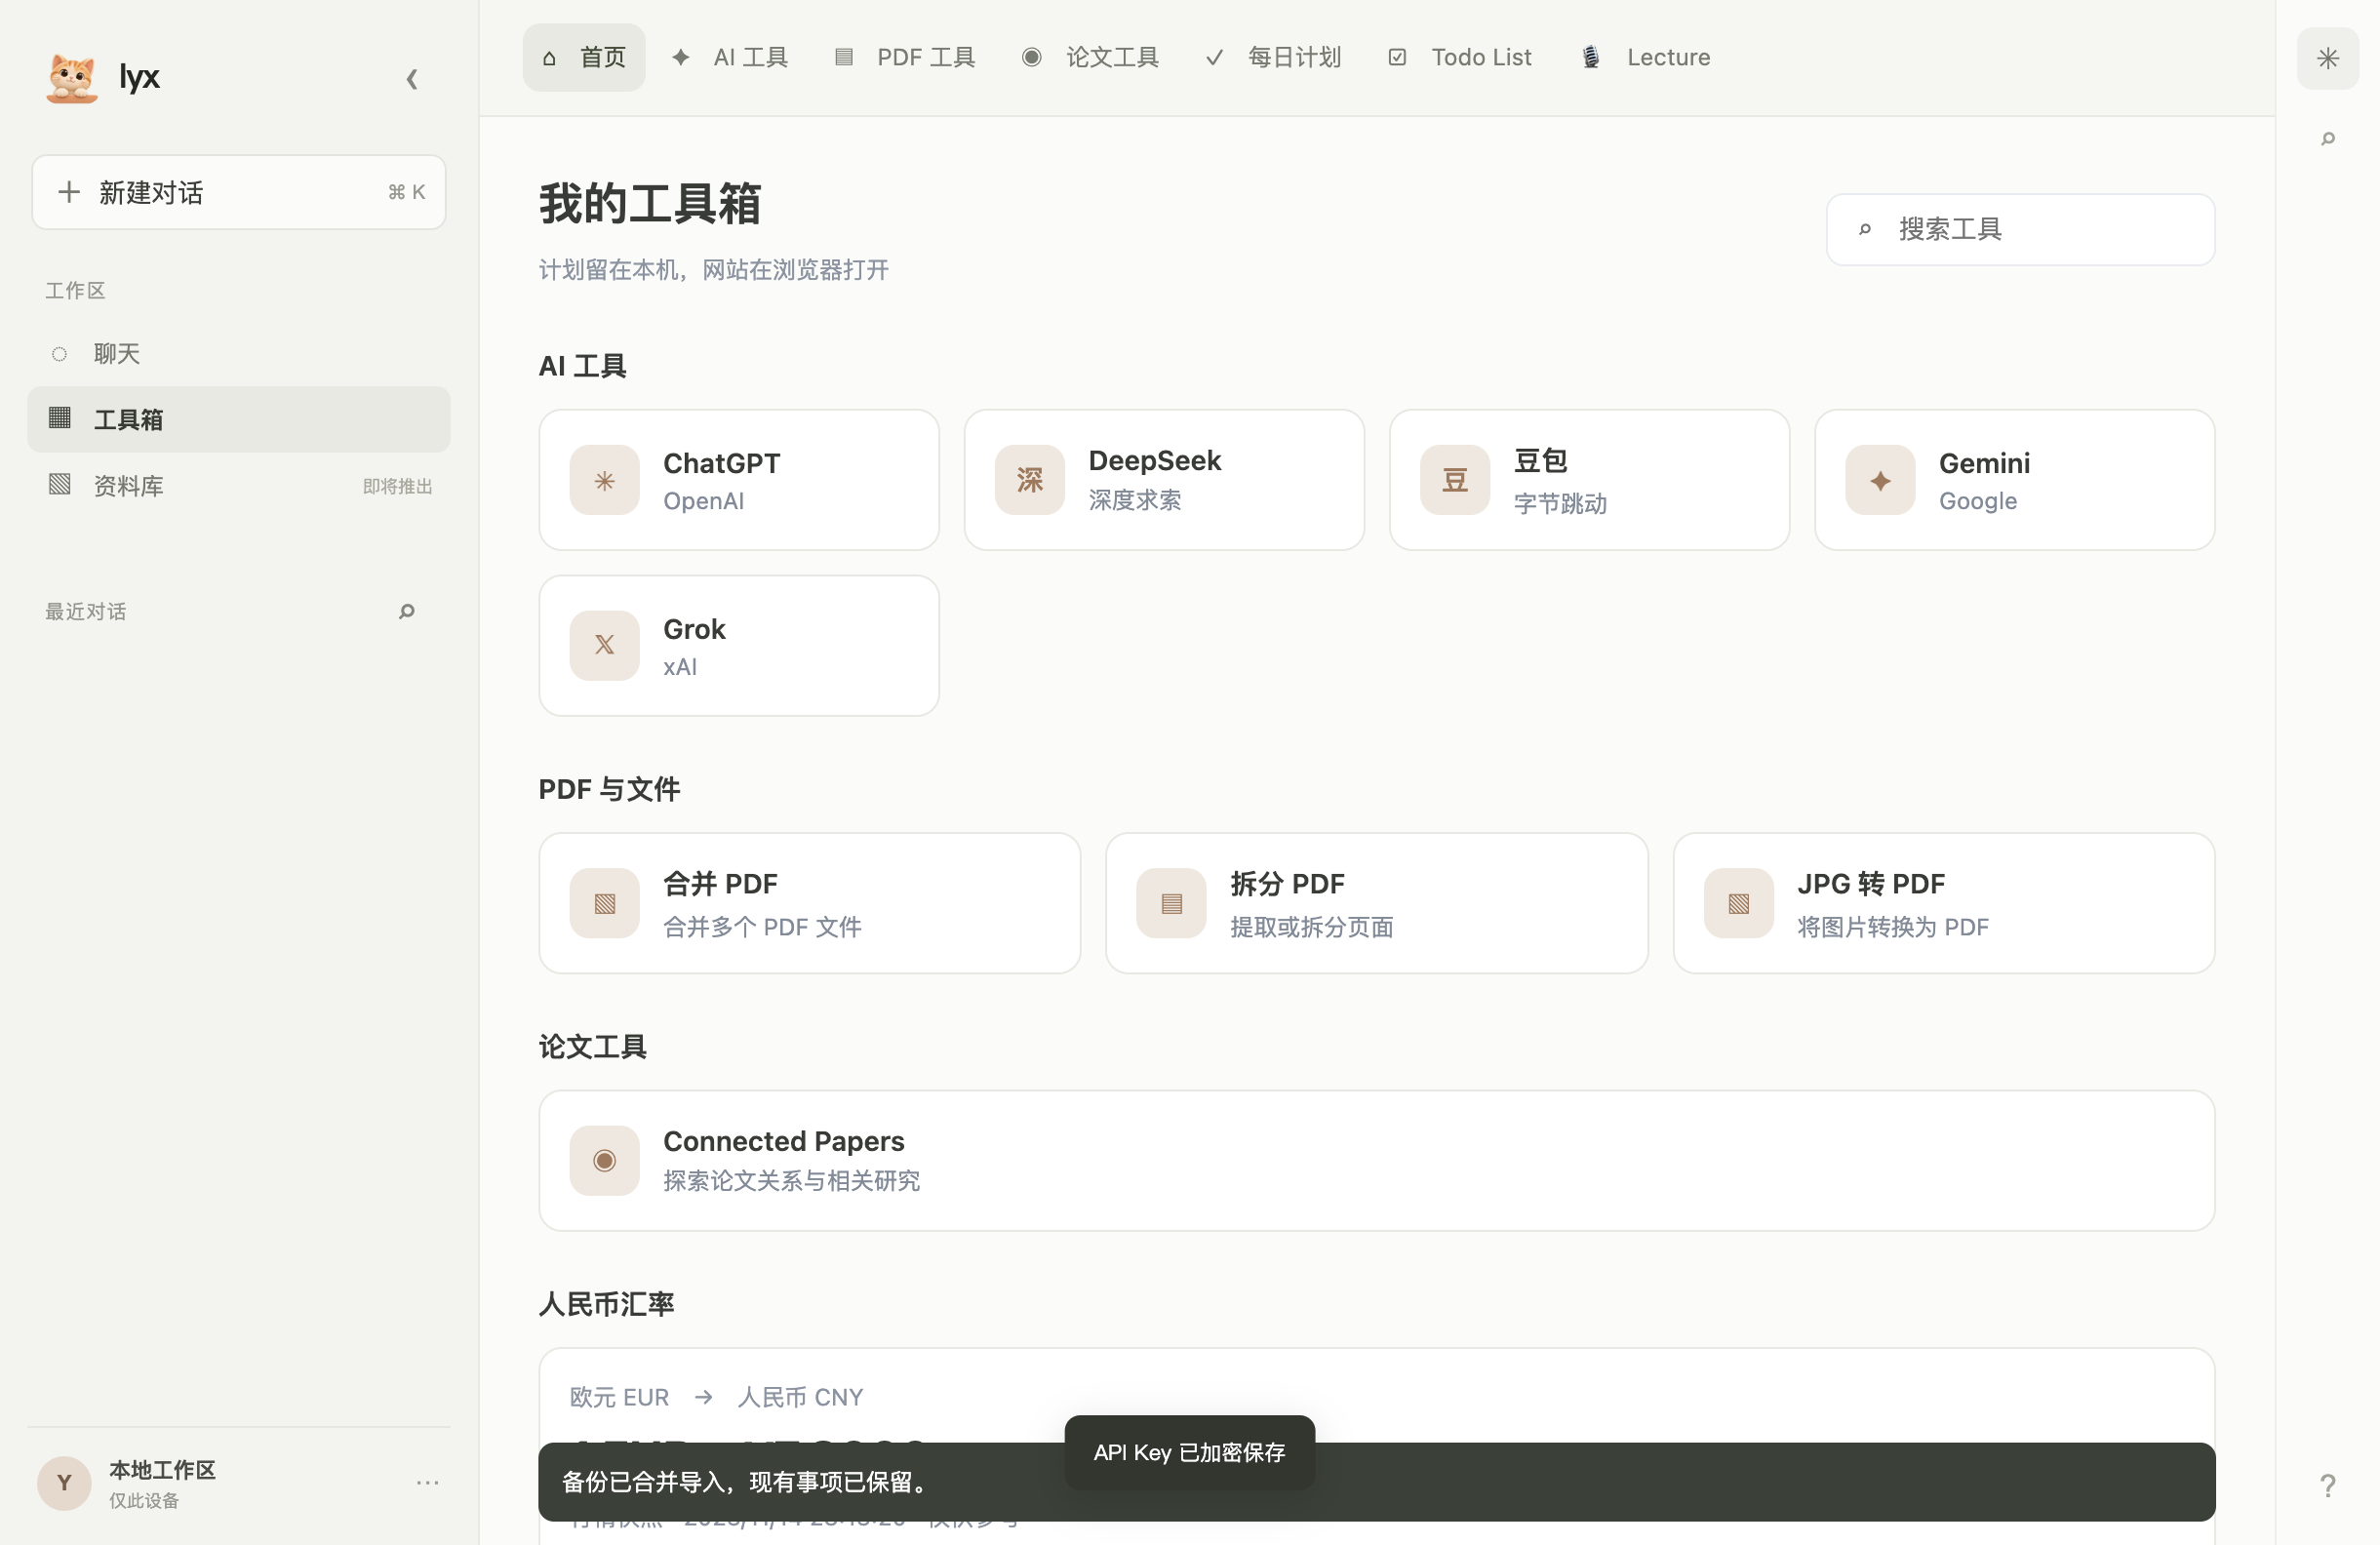 lyx
新建对话
⌘ K
工作区
聊天
工具箱
资料库
即将推出
最近对话
Y
本地工作区
仅此设备
首页
AI 工具
PDF 工具
论文工具
每日计划
Todo List
Lecture
我的工具箱
计划留在本机，网站在浏览器打开
搜索工具
AI 工具
ChatGPT
OpenAI
深
DeepSeek
深度求索
豆
豆包
字节跳动
Gemini
Google
Grok
xAI
PDF 与文件
合并 PDF
合并多个 PDF 文件
拆分 PDF
提取或拆分页面
JPG 转 PDF
将图片转换为 PDF
论文工具
Connected Papers
探索论文关系与相关研究
人民币汇率
欧元 EUR → 人民币 CNY
API Key 已加密保存
备份已合并导入，现有事项已保留。
?